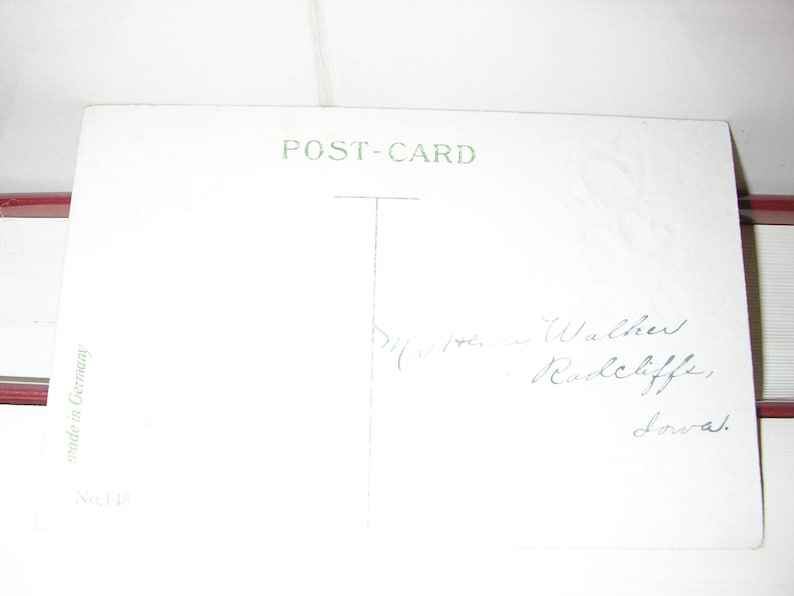 POST-CARD
Mr Henry Walker
Radcliffe,
Iowa.
made in Germany
No.148